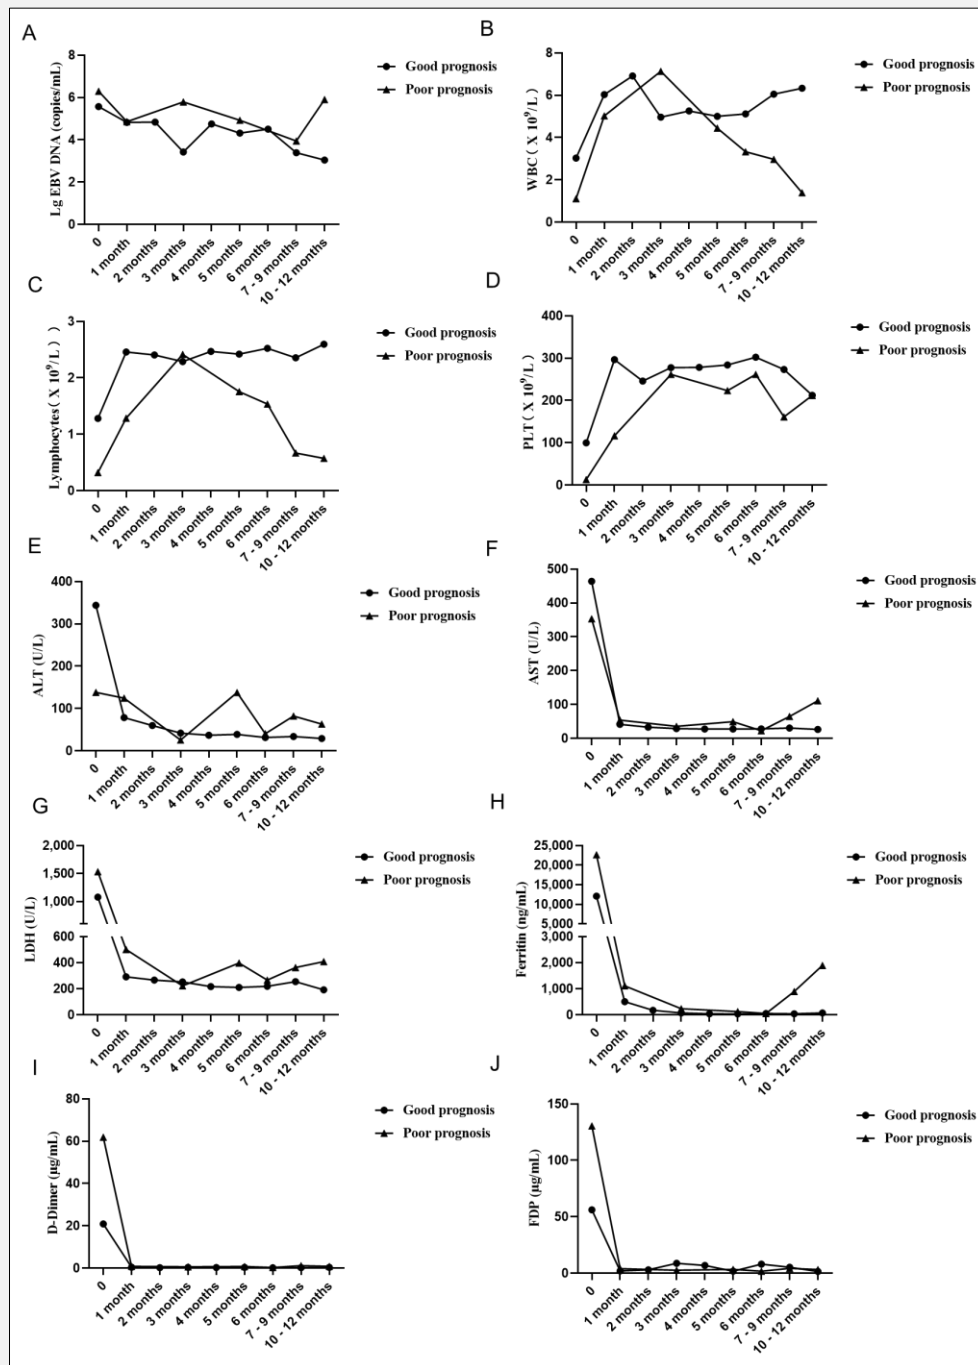 A
Lg EBV DNA (copies/mL)
8
6
4
2
0
Good prognosis
Poor prognosis
0
1 month
2 months
3 months
4 months
5 months
6 months
7 - 9 months
10 - 12 months
B
WBC ( X 10⁹/L )
8
6
4
2
0
Good prognosis
Poor prognosis
0
1 month
2 months
3 months
4 months
5 months
6 months
7 - 9 months
10 - 12 months
C
Lymphocytes( X 10⁹/L ))
3
2
1
0
Good prognosis
Poor prognosis
0
1 month
2 months
3 months
4 months
5 months
6 months
7 - 9 months
10 - 12 months
D
PLT ( X 10⁹/L )
400
300
200
100
0
Good prognosis
Poor prognosis
0
1 month
2 months
3 months
4 months
5 months
6 months
7 - 9 months
10 - 12 months
E
ALT (U/L)
400
300
200
100
0
Good prognosis
Poor prognosis
0
1 month
2 months
3 months
4 months
5 months
6 months
7 - 9 months
10 - 12 months
F
AST (U/L)
500
400
300
200
100
0
Good prognosis
Poor prognosis
0
1 month
2 months
3 months
4 months
5 months
6 months
7 - 9 months
10 - 12 months
G
LDH (U/L)
2,000
1,500
1,000
600
400
200
0
Good prognosis
Poor prognosis
0
1 month
2 months
3 months
4 months
5 months
6 months
7 - 9 months
10 - 12 months
H
Ferritin (ng/mL)
25,000
20,000
15,000
10,000
5,000
3,000
2,000
1,000
0
Good prognosis
Poor prognosis
0
1 month
2 months
3 months
4 months
5 months
6 months
7 - 9 months
10 - 12 months
I
D-Dimer (µg/mL)
80
60
40
20
0
Good prognosis
Poor prognosis
0
1 month
2 months
3 months
4 months
5 months
6 months
7 - 9 months
10 - 12 months
J
FDP (µg/mL)
150
100
50
0
Good prognosis
Poor prognosis
0
1 month
2 months
3 months
4 months
5 months
6 months
7 - 9 months
10 - 12 months